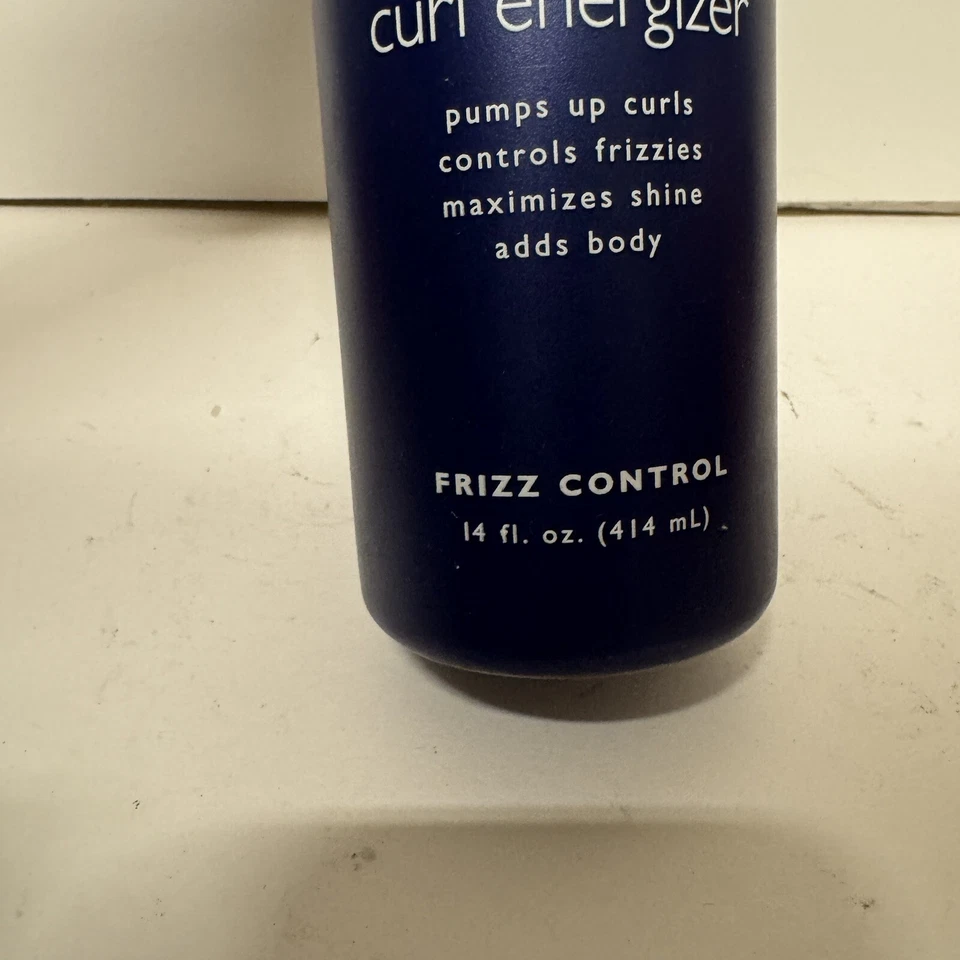 curl energizer
pumps up curls
controls frizzies
maximizes shine
adds body
FRIZZ CONTROL
14 fl. oz. (414 mL)